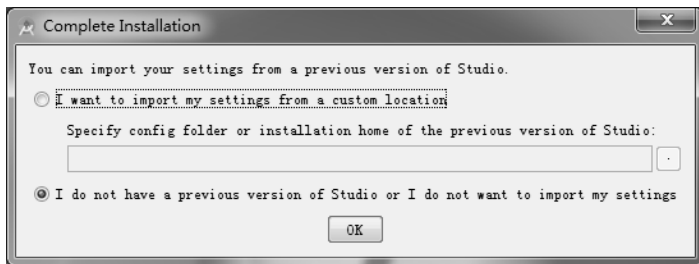 Complete Installation
You can import your settings from a previous version of Studio.
I want to import my settings from a custom location
Specify config folder or installation home of the previous version of Studio:
I do not have a previous version of Studio or I do not want to import my settings
OK